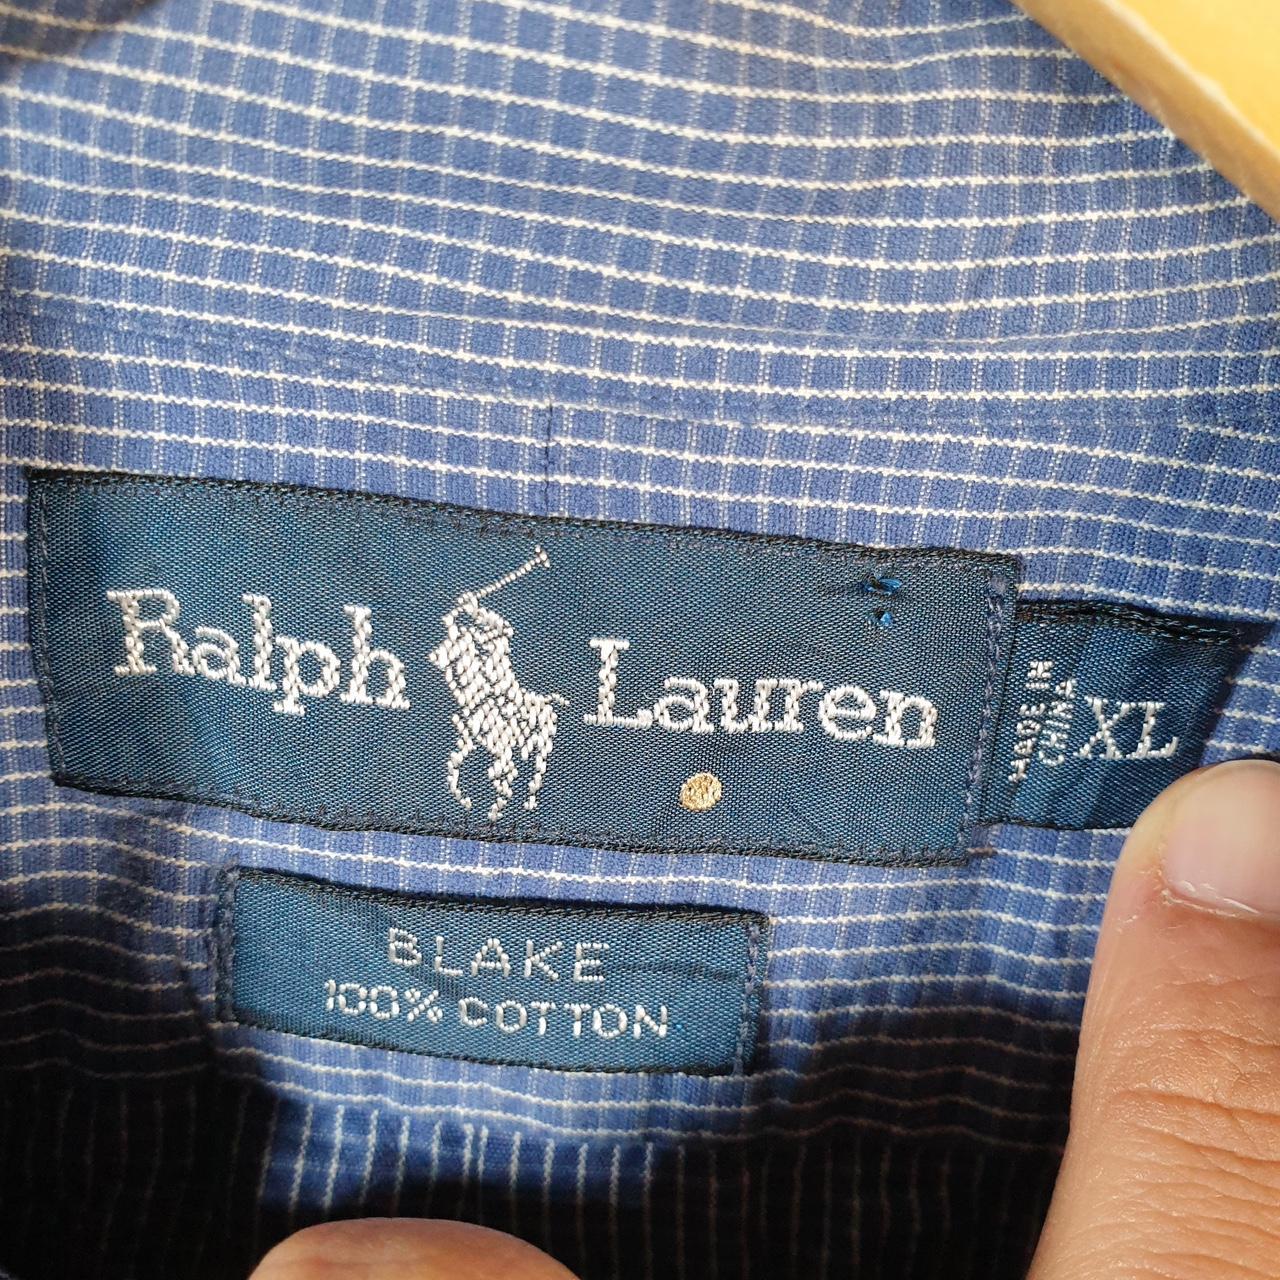 Ralph Lauren
MADE IN
CHINA
XL
BLAKE
100% COTTON